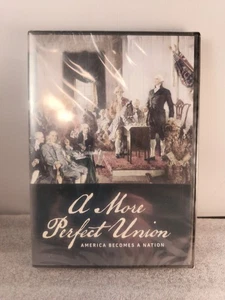 A More
Perfect Union
AMERICA BECOMES A NATION